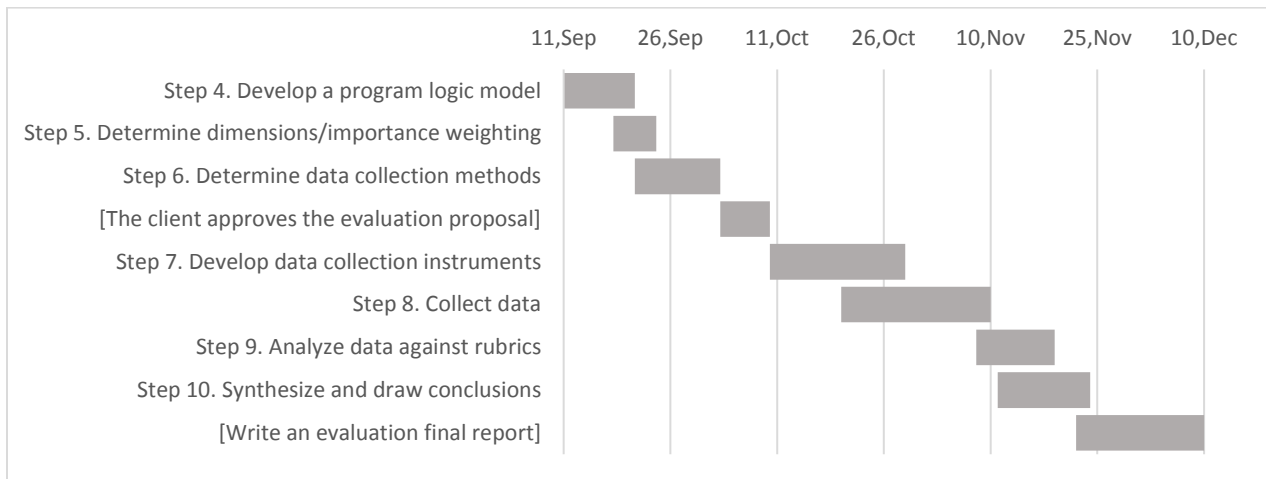 11,Sep 26,Sep 11,Oct 26,Oct 10,Nov 25,Nov 10,Dec
Step 4. Develop a program logic model
Step 5. Determine dimensions/importance weighting
Step 6. Determine data collection methods
[The client approves the evaluation proposal]
Step 7. Develop data collection instruments
Step 8. Collect data
Step 9. Analyze data against rubrics
Step 10. Synthesize and draw conclusions
[Write an evaluation final report]